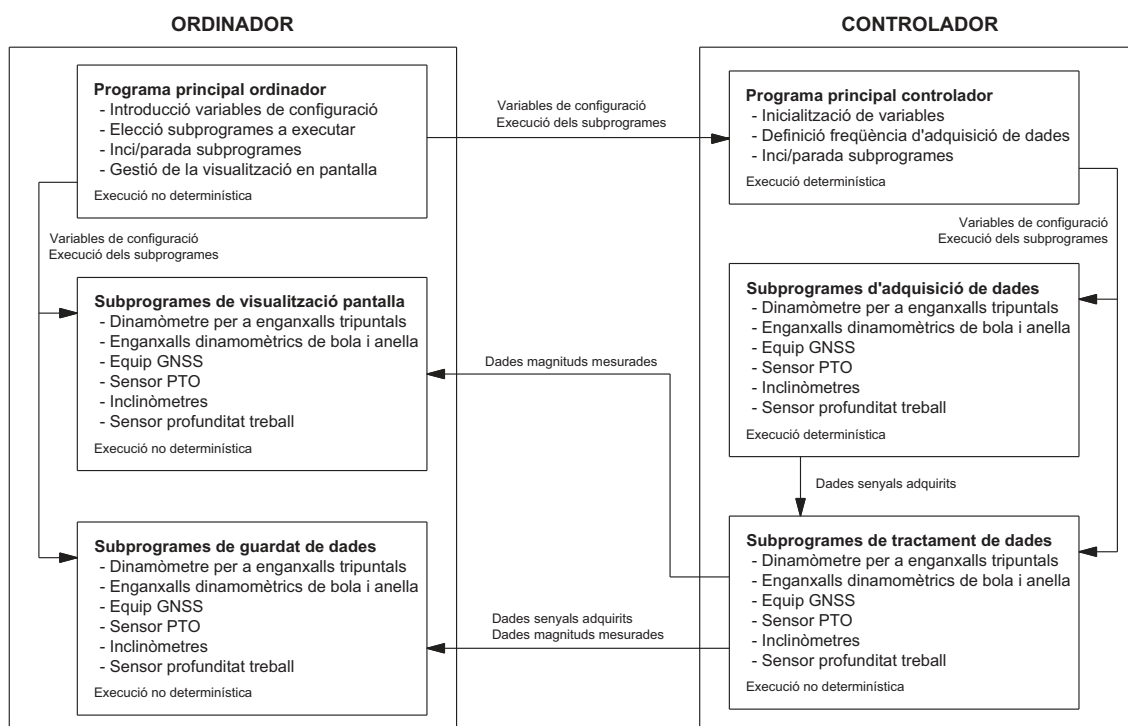 ORDINADOR
Programa principal ordinador
- Introducció variables de configuració
- Elecció subprogrames a executar
- Inci/parada subprogrames
- Gestió de la visualització en pantalla
Execució no determinística
Variables de configuració
Execució dels subprogrames
Subprogrames de visualització pantalla
- Dinamòmetre per a enganxalls tripuntals
- Enganxalls dinamomètrics de bola i anella
- Equip GNSS
- Sensor PTO
- Inclinòmetres
- Sensor profunditat treball
Execució no determinística
Subprogrames de guardat de dades
- Dinamòmetre per a enganxalls tripuntals
- Enganxalls dinamomètrics de bola i anella
- Equip GNSS
- Sensor PTO
- Inclinòmetres
- Sensor profunditat treball
Execució no determinística
Variables de configuració
Execució dels subprogrames
Dades magnituds mesurades
Dades senyals adquirits
Dades magnituds mesurades
CONTROLADOR
Programa principal controlador
- Inicialització de variables
- Definició freqüència d'adquisició de dades
- Inci/parada subprogrames
Execució determinística
Variables de configuració
Execució dels subprogrames
Subprogrames d'adquisició de dades
- Dinamòmetre per a enganxalls tripuntals
- Enganxalls dinamomètrics de bola i anella
- Equip GNSS
- Sensor PTO
- Inclinòmetres
- Sensor profunditat treball
Execució determinística
Dades senyals adquirits
Subprogrames de tractament de dades
- Dinamòmetre per a enganxalls tripuntals
- Enganxalls dinamomètrics de bola i anella
- Equip GNSS
- Sensor PTO
- Inclinòmetres
- Sensor profunditat treball
Execució no determinística